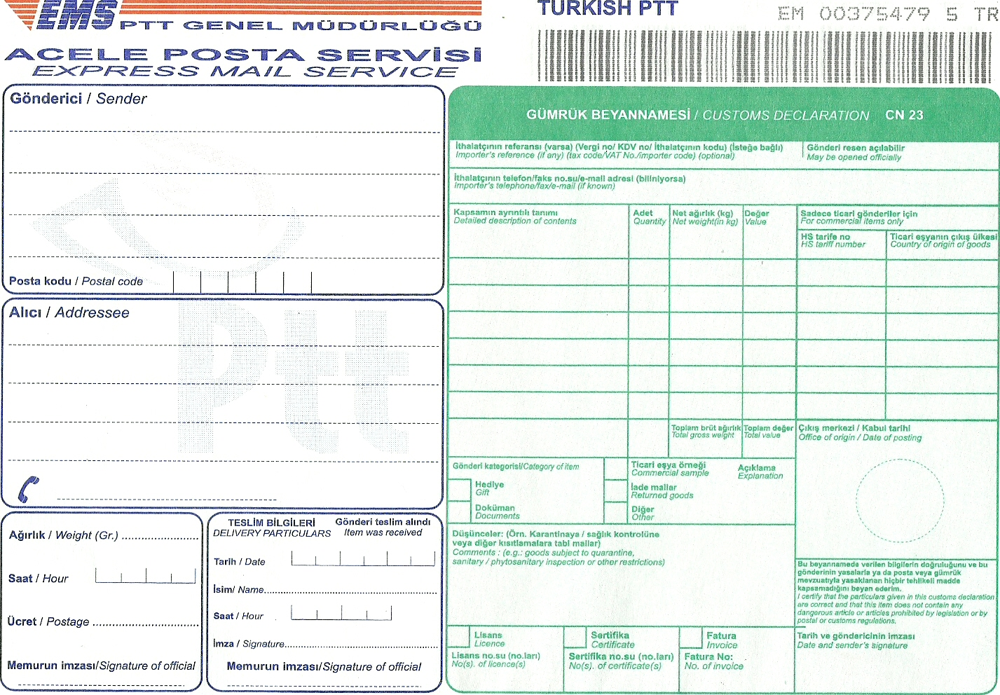 EMS
PTT GENEL MÜDÜRLÜĞÜ
ACELE POSTA SERVİSİ
EXPRESS MAIL SERVICE
TURKISH PTT
EM 00375479 5 TR
Gönderici / Sender
Posta kodu / Postal code
Ptt
Alıcı / Addressee
Ağırlık / Weight (Gr.)
Saat / Hour
Ücret / Postage
Memurun imzası/Signature of official
TESLİM BİLGİLERİ
DELIVERY PARTICULARS
Gönderi teslim alındı
Item was received
Tarih / Date
İsim/ Name
Saat / Hour
İmza / Signature
Memurun imzası/Signature of official
GÜMRÜK BEYANNAMESİ / CUSTOMS DECLARATION CN 23
İthalatçının referansı (varsa) (Vergi no/ KDV no/ İthalatçının kodu) (İsteğe bağlı)
Importer's reference (if any) (tax code/VAT No./importer code) (optional)
Gönderi resen açılabilir
May be opened officially
İthalatçının telefon/faks no.su/e-mail adresi (biliniyorsa)
Importer's telephone/fax/e-mail (if known)
Kapsamın ayrıntılı tanımı
Detailed description of contents
Adet
Quantity
Net ağırlık (kg)
Net weight(in kg)
Değer
Value
Sadece ticari gönderiler için
For commercial items only
HS tarife no
HS tariff number
Ticari eşyanın çıkış ülkesi
Country of origin of goods
Toplam brüt ağırlık
Total gross weight
Toplam değer
Total value
Çıkış merkezi / Kabul tarihi
Office of origin / Date of posting
Gönderi kategorisi/Category of item
Hediye
Gift
Doküman
Documents
Ticari eşya örneği
Commercial sample
İade mallar
Returned goods
Diğer
Other
Açıklama
Explanation
Düşünceler: (Örn. Karantinaya / sağlık kontrolüne
veya diğer kısıtlamalara tabi mallar)
Comments : (e.g.: goods subject to quarantine,
sanitary / phytosanitary inspection or other restrictions)
Bu beyannamede verilen bilgilerin doğruluğunu ve bu
gönderinin yasalarla ya da posta veya gümrük
mevzuatıyla yasaklanan hiçbir tehlikeli madde
kapsamadığını beyan ederim.
I certify that the particulars given in this customs declaration
are correct and that this item does not contain any
dangerous article or articles prohibited by legislation or by
postal or customs regulations.
Lisans
Licence
Lisans no.su (no.ları)
No(s). of licence(s)
Sertifika
Certificate
Sertifika no.su (no.ları)
No(s). of certificate(s)
Fatura
Invoice
Fatura No:
No. of invoice
Tarih ve göndericinin imzası
Date and sender's signature